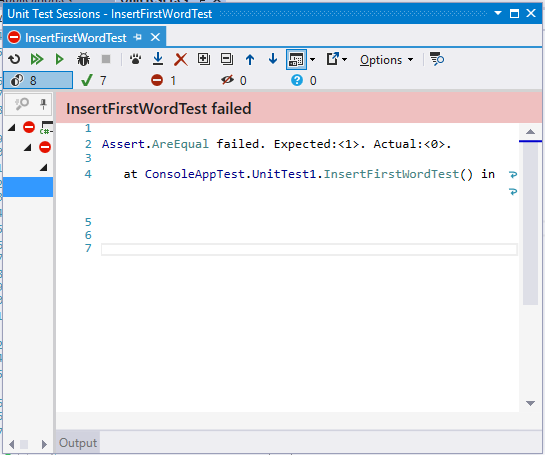 Unit Test Sessions - InsertFirstWordTest
InsertFirstWordTest
Options
8 7 1 0 0
InsertFirstWordTest failed
C#
1
2 Assert.AreEqual failed. Expected:<1>. Actual:<0>.
3
4 at ConsoleAppTest.UnitTest1.InsertFirstWordTest() in
5
6
7
Output